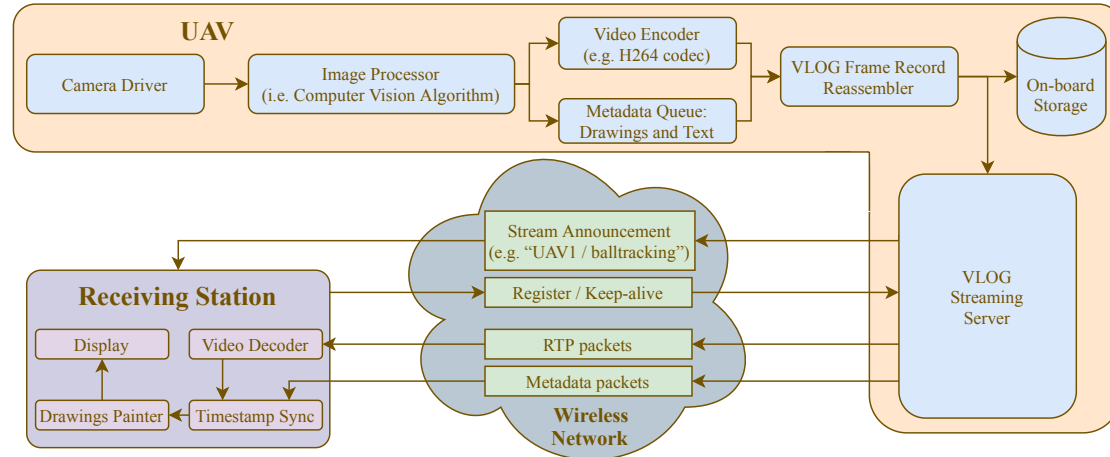 UAV
Camera Driver
Image Processor
(i.e. Computer Vision Algorithm)
Video Encoder
(e.g. H264 codec)
Metadata Queue:
Drawings and Text
VLOG Frame Record
Reassembler
On-board
Storage
Stream Announcement
(e.g. “UAV1 / balltracking”)
Register / Keep-alive
RTP packets
Metadata packets
Wireless
Network
VLOG
Streaming
Server
Receiving Station
Display
Video Decoder
Drawings Painter
Timestamp Sync